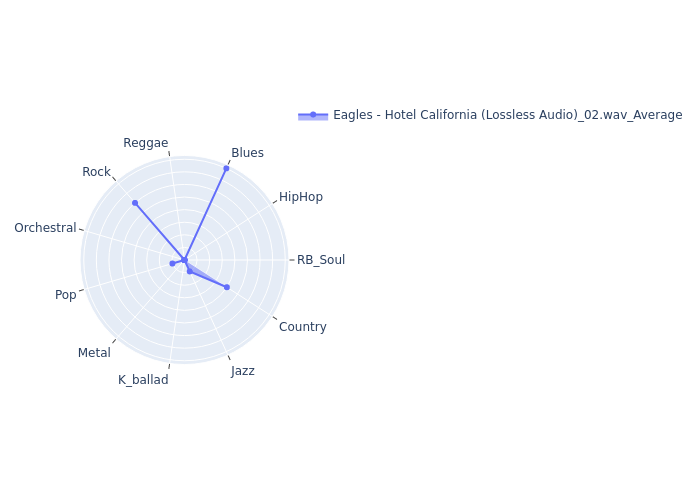 Eagles - Hotel California (Lossless Audio)_02.wav_Average
Reggae
Blues
Rock
HipHop
Orchestral
RB_Soul
Pop
Country
Metal
Jazz
K_ballad